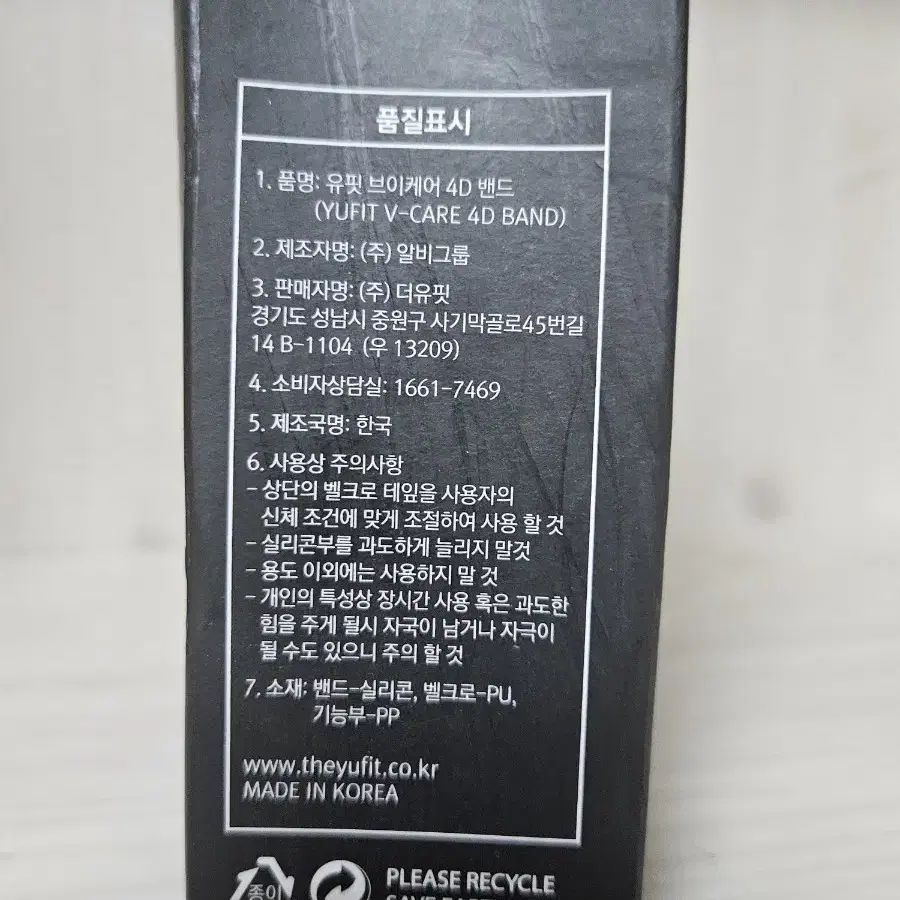 품질표시
1. 품명: 유핏 브이케어 4D 밴드
(YUFIT V-CARE 4D BAND)
2. 제조자명: (주) 알비그룹
3. 판매자명: (주) 더유핏
경기도 성남시 중원구 사기막골로45번길
14 B-1104 (우 13209)
4. 소비자상담실: 1661-7469
5. 제조국명: 한국
6. 사용상 주의사항
- 상단의 벨크로 테잎을 사용자의
신체 조건에 맞게 조절하여 사용 할 것
- 실리콘부를 과도하게 늘리지 말것
- 용도 이외에는 사용하지 말 것
- 개인의 특성상 장시간 사용 혹은 과도한
힘을 주게 될시 자국이 남거나 자극이
될 수도 있으니 주의 할 것
7. 소재: 밴드-실리콘, 벨크로-PU,
기능부-PP
www.theyufit.co.kr
MADE IN KOREA
종이
PLEASE RECYCLE
SAVE